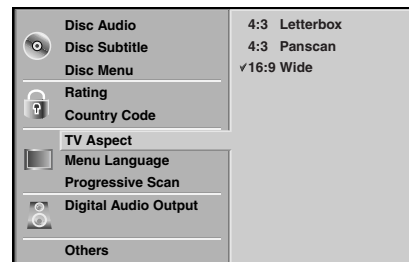 Disc Audio
Disc Subtitle
Disc Menu
Rating
Country Code
TV Aspect
Menu Language
Progressive Scan
Digital Audio Output
Others
4:3 Letterbox
4:3 Panscan
✓16:9 Wide